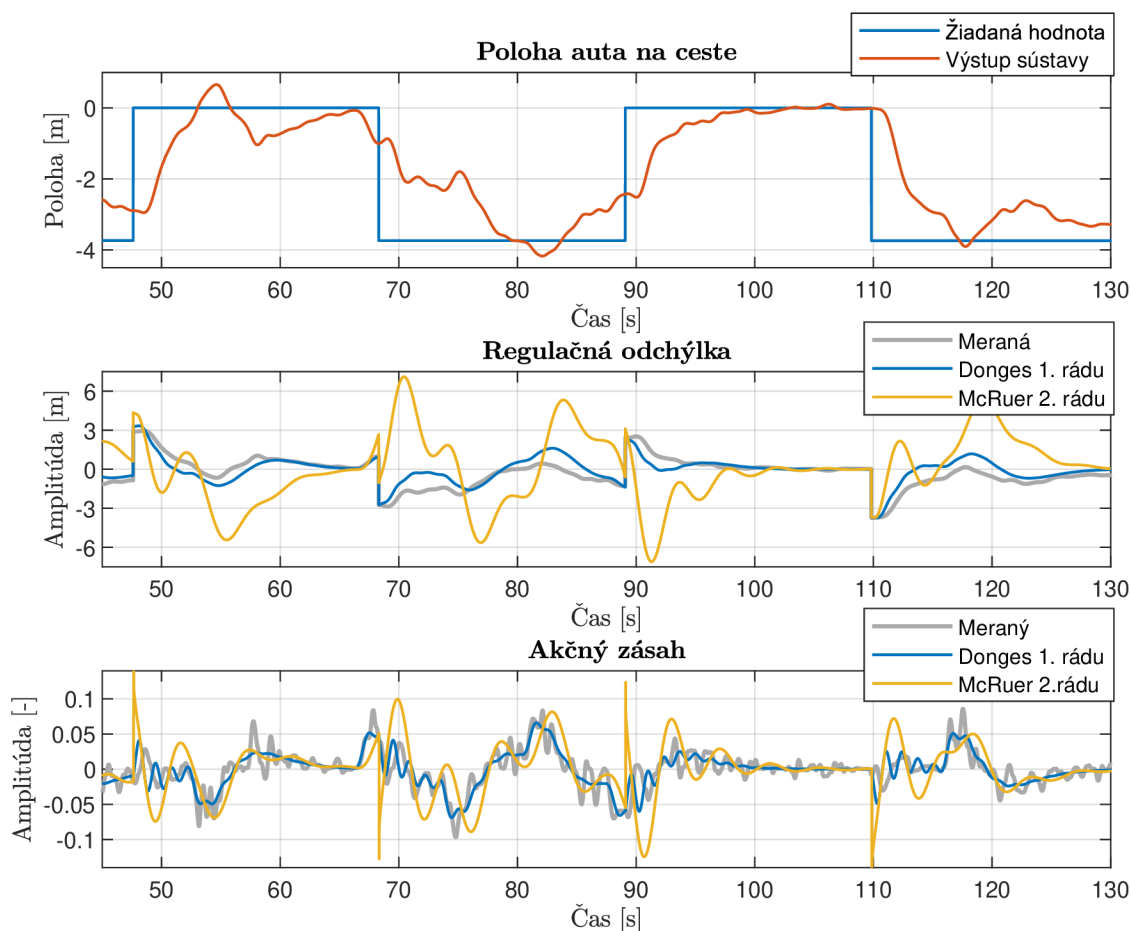 Poloha auta na ceste
Žiadaná hodnota
Výstup sústavy
Poloha [m]
0
-2
-4
50 60 70 80 90 100 110 120 130
Čas [s]
Regulačná odchýlka
Meraná
Donges 1. rádu
McRuer 2. rádu
Amplitúda [m]
6
3
0
-3
-6
50 60 70 80 90 100 110 120 130
Čas [s]
Akčný zásah
Meraný
Donges 1. rádu
McRuer 2.rádu
Amplitúda [-]
0.1
0.05
0
-0.05
-0.1
50 60 70 80 90 100 110 120 130
Čas [s]